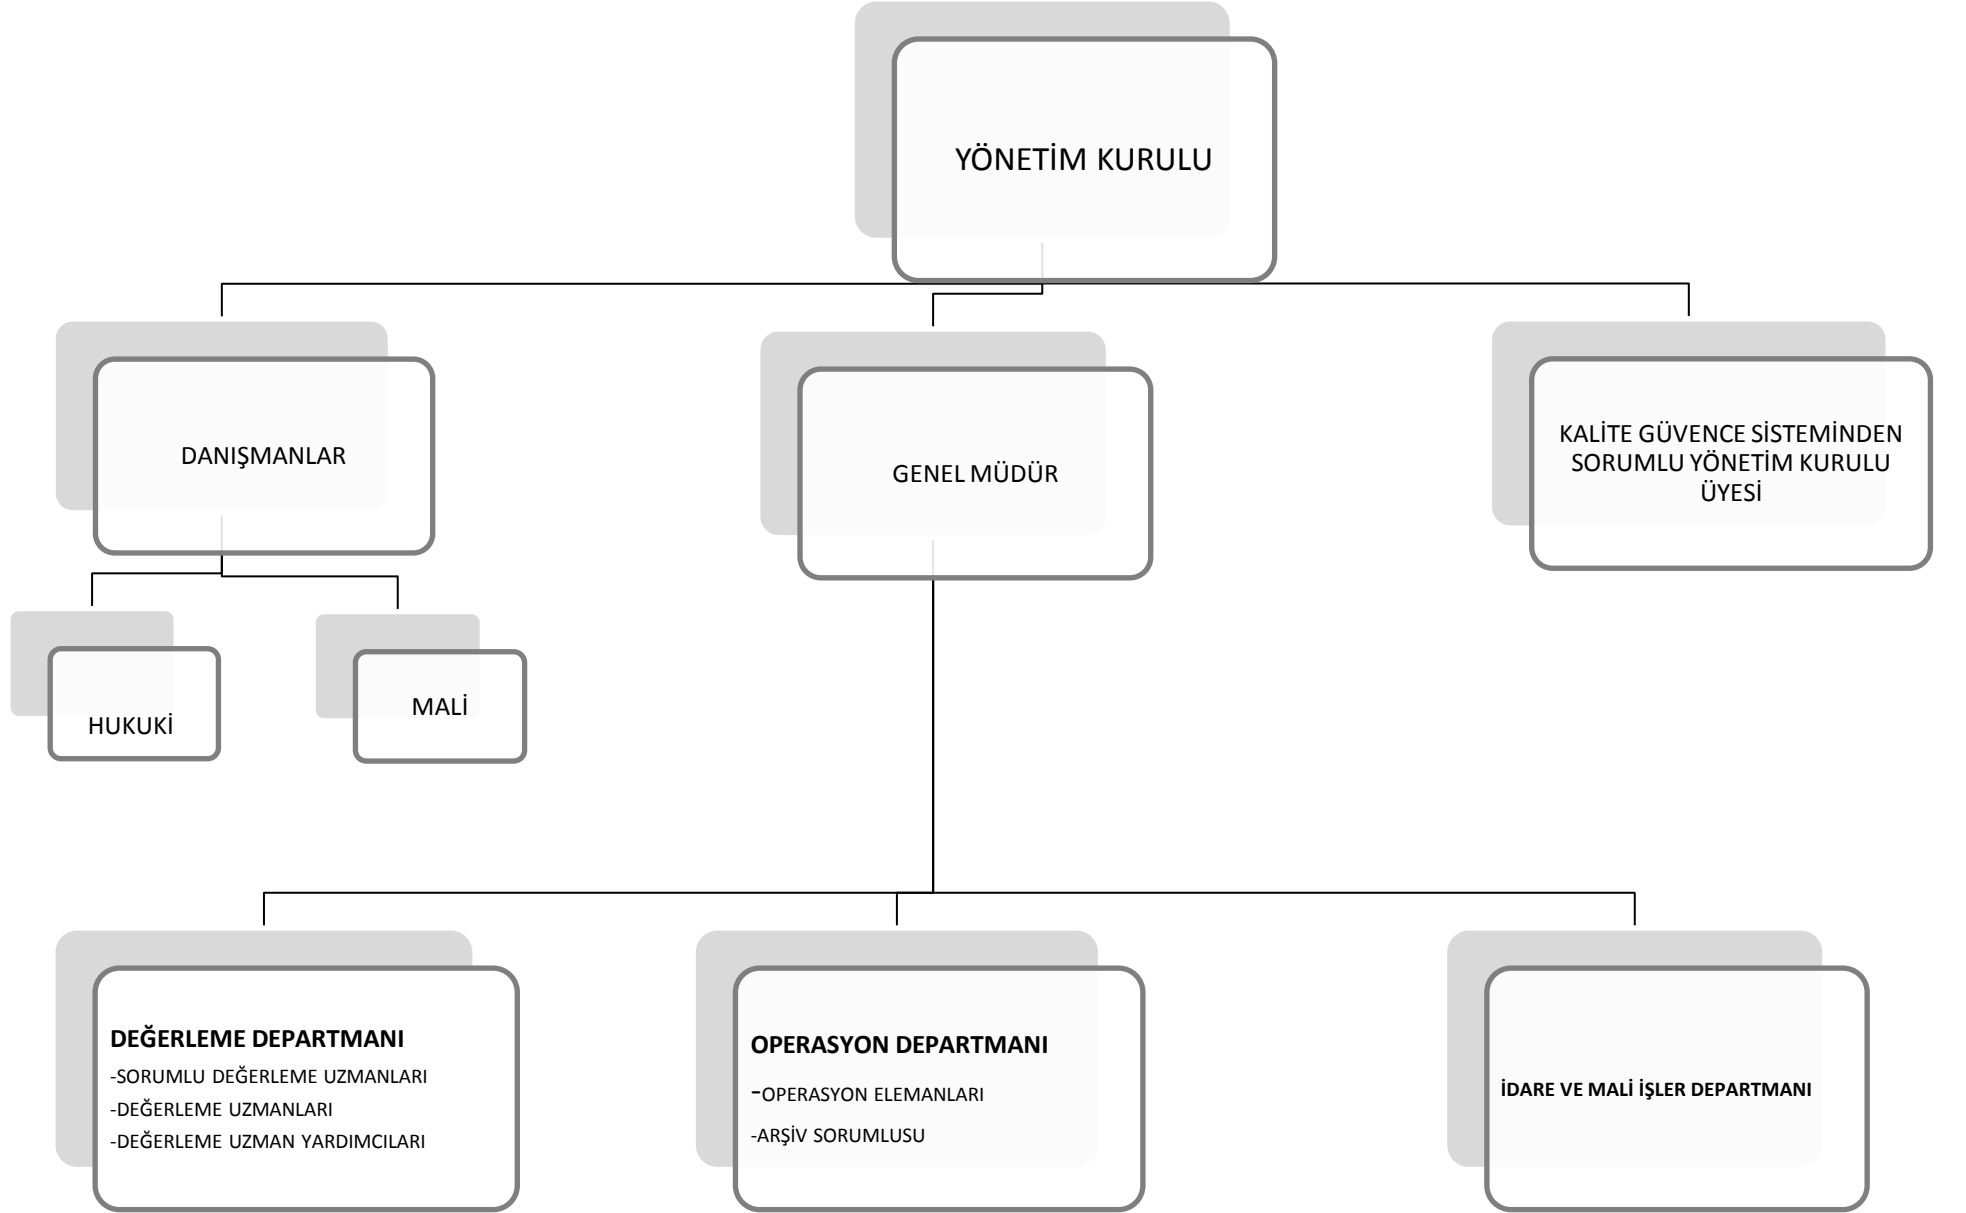 YÖNETİM KURULU
DANIŞMANLAR
GENEL MÜDÜR
KALİTE GÜVENCE SİSTEMİNDEN
SORUMLU YÖNETİM KURULU
ÜYESİ
HUKUKİ
MALİ
DEĞERLEME DEPARTMANI
-SORUMLU DEĞERLEME UZMANLARI
-DEĞERLEME UZMANLARI
-DEĞERLEME UZMAN YARDIMCILARI
OPERASYON DEPARTMANI
-OPERASYON ELEMANLARI
-ARŞİV SORUMLUSU
İDARE VE MALİ İŞLER DEPARTMANI